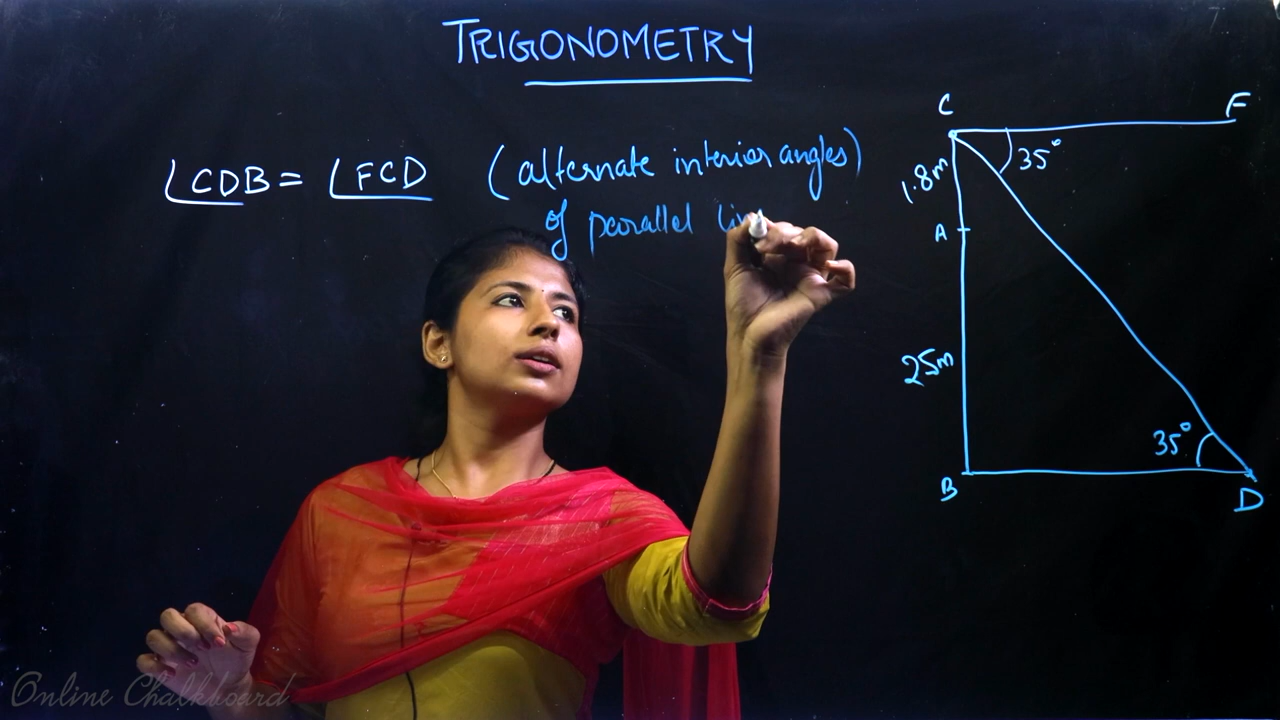 TRIGONOMETRY
∠CDB = ∠FCD (alternate interior angles)
of parallel
C
F
1.8m
35°
A
25m
35°
B
D
Online Chalkboard